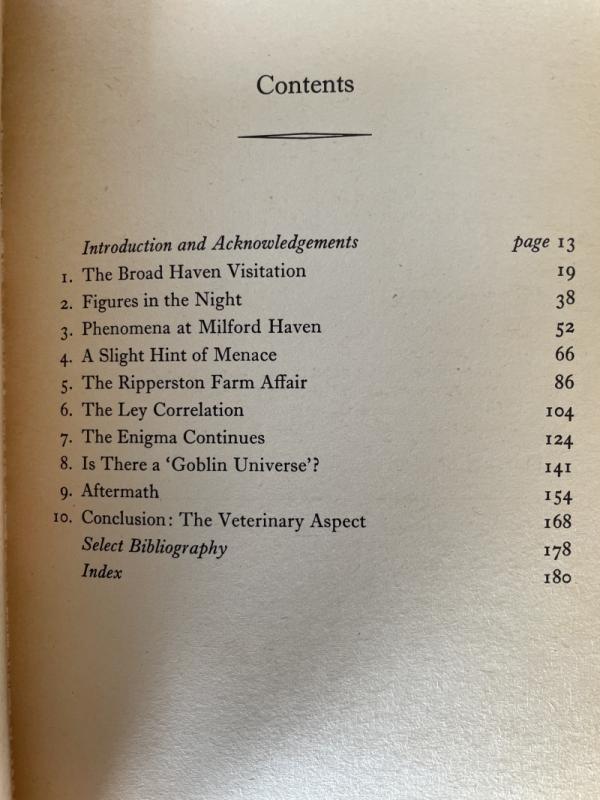 Contents
Introduction and Acknowledgements page 13
1. The Broad Haven Visitation 19
2. Figures in the Night 38
3. Phenomena at Milford Haven 52
4. A Slight Hint of Menace 66
5. The Ripperston Farm Affair 86
6. The Ley Correlation 104
7. The Enigma Continues 124
8. Is There a ‘Goblin Universe’? 141
9. Aftermath 154
10. Conclusion: The Veterinary Aspect 168
Select Bibliography 178
Index 180